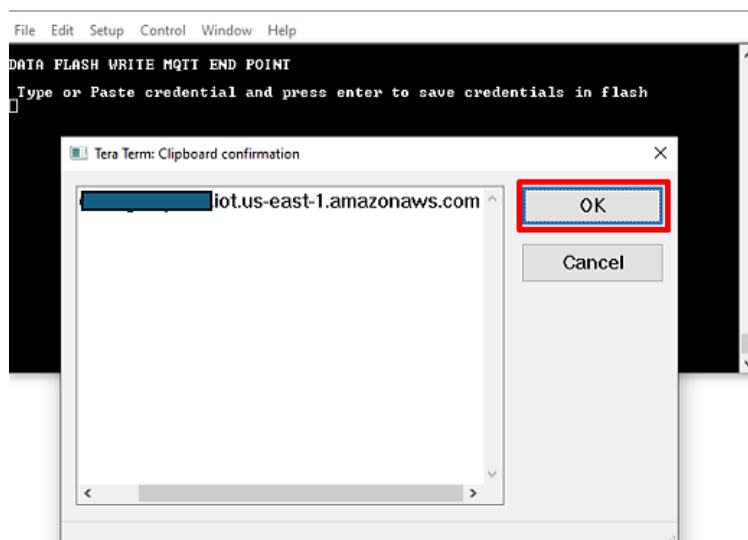 File Edit Setup Control Window Help
DATA FLASH WRITE MQTT END POINT
Type or Paste credential and press enter to save credentials in flash
Tera Term: Clipboard confirmation
.iot.us-east-1.amazonaws.com
OK
Cancel